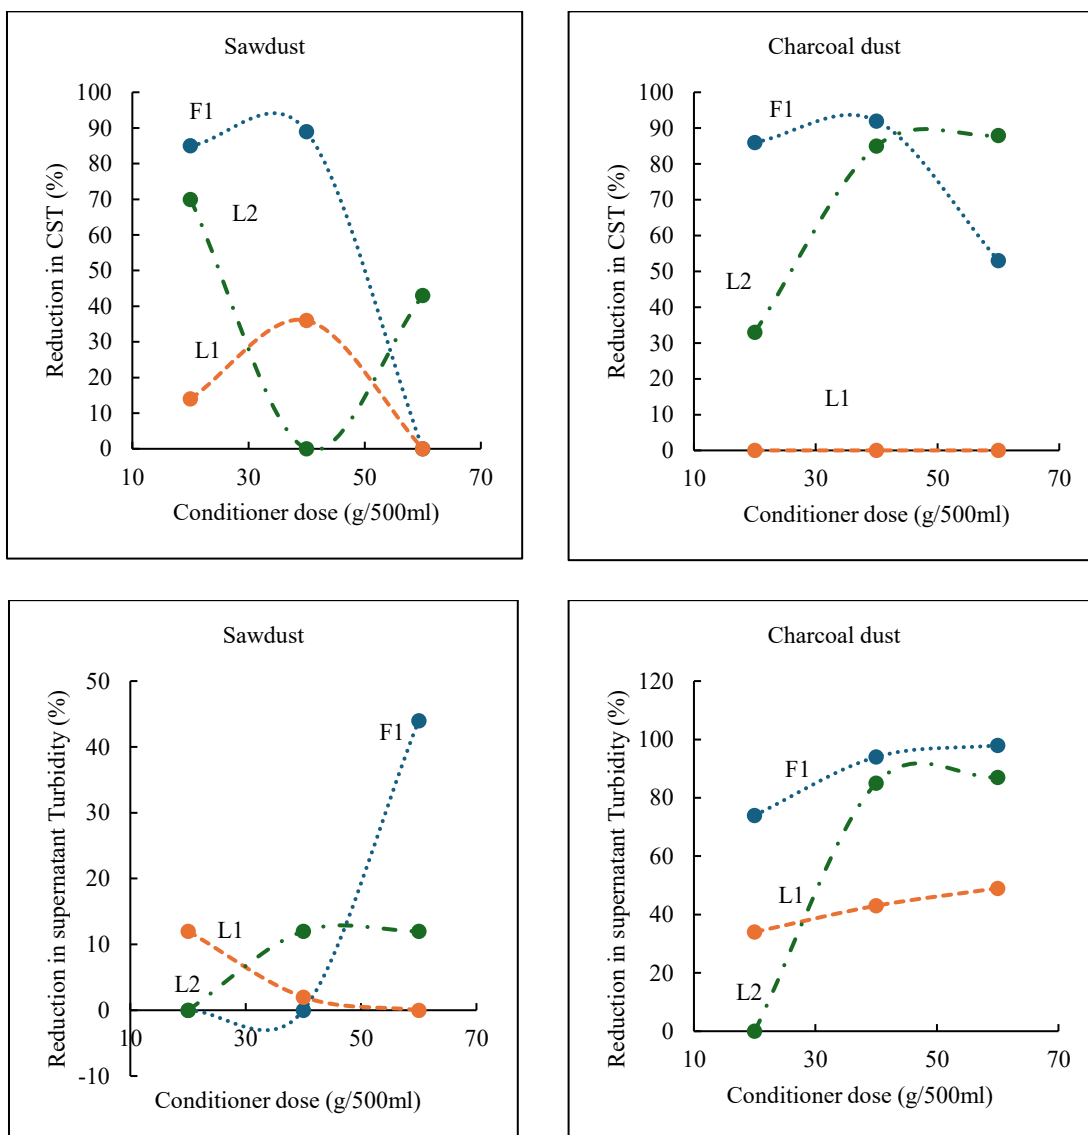 Sawdust
Reduction in CST (%)
100
90
80
70
60
50
40
30
20
10
0
F1
L2
L1
10 30 50 70
Conditioner dose (g/500ml)
Charcoal dust
Reduction in CST (%)
100
90
80
70
60
50
40
30
20
10
0
F1
L2
L1
10 30 50 70
Conditioner dose (g/500ml)
Sawdust
Reduction in supernatant Turbidity (%)
50
40
30
20
10
0
-10
F1
L1
L2
10 30 50 70
Conditioner dose (g/500ml)
Charcoal dust
Reduction in supernatant Turbidity (%)
120
100
80
60
40
20
0
F1
L1
L2
10 30 50 70
Conditioner dose (g/500ml)